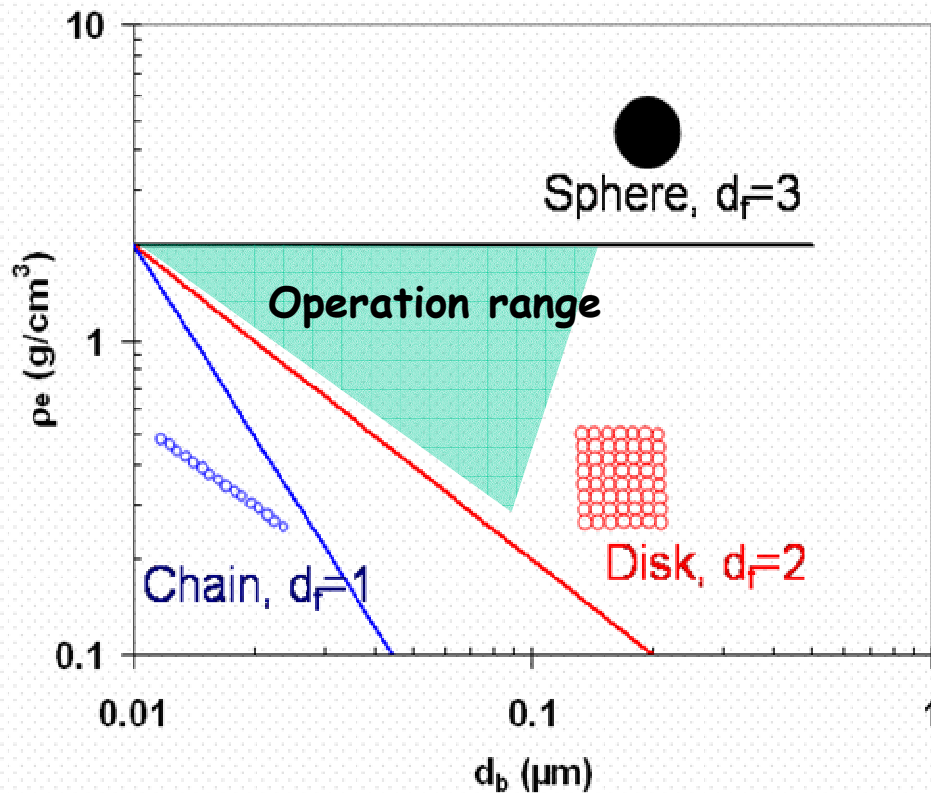 10
Sphere, df=3
Operation range
ρe (g/cm³)
1
Chain, df=1
Disk, df=2
0.1
0.01
0.1
1
db (μm)